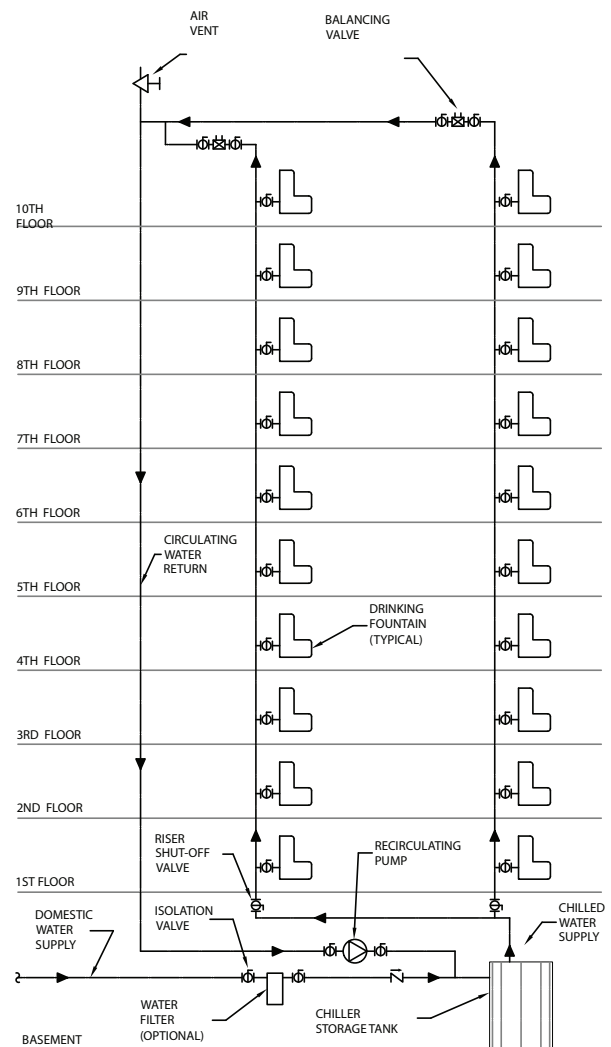 AIR
VENT
BALANCING
VALVE
10TH
FLOOR
9TH FLOOR
8TH FLOOR
7TH FLOOR
6TH FLOOR
CIRCULATING
WATER
RETURN
5TH FLOOR
DRINKING
FOUNTAIN
(TYPICAL)
4TH FLOOR
3RD FLOOR
2ND FLOOR
RISER
SHUT-OFF
VALVE
RECIRCULATING
PUMP
1ST FLOOR
DOMESTIC
WATER
SUPPLY
ISOLATION
VALVE
CHILLED
WATER
SUPPLY
WATER
FILTER
(OPTIONAL)
CHILLER
STORAGE TANK
BASEMENT